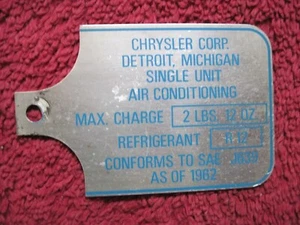 CHRYSLER CORP.
DETROIT, MICHIGAN
SINGLE UNIT
AIR CONDITIONING
MAX. CHARGE 2 LBS. 12 OZ
REFRIGERANT R 12
CONFORMS TO SAE J639
AS OF 1962